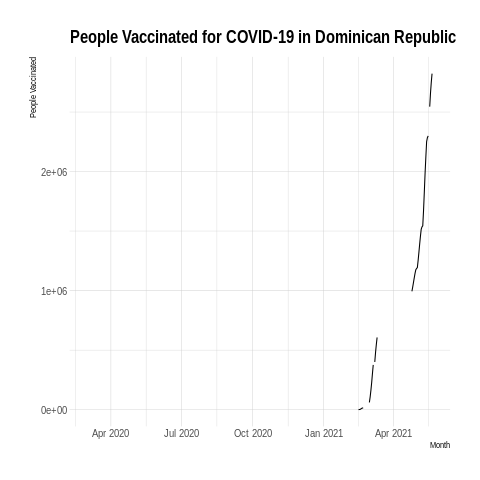 People Vaccinated for COVID-19 in Dominican Republic
People Vaccinated
2e+06
1e+06
0e+00
Apr 2020 Jul 2020 Oct 2020 Jan 2021 Apr 2021
Month